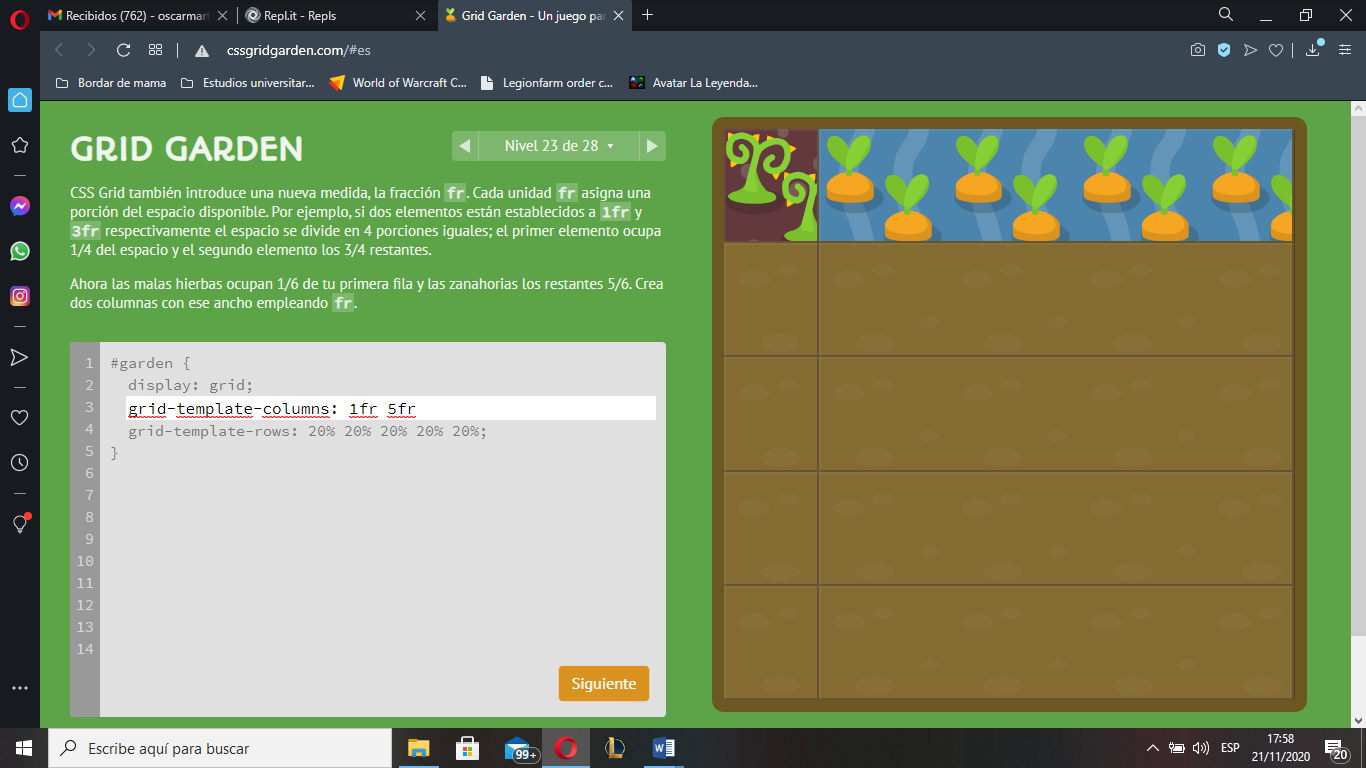 Recibidos (762) - oscarmart
Repl.it - Repls
Grid Garden - Un juego par
cssgridgarden.com/#es
Bordar de mama
Estudios universitar...
World of Warcraft C...
Legionfarm order c...
Avatar La Leyenda...
GRID GARDEN
Nivel 23 de 28
CSS Grid también introduce una nueva medida, la fracción fr. Cada unidad fr asigna una
porción del espacio disponible. Por ejemplo, si dos elementos están establecidos a 1fr y
3fr respectivamente el espacio se divide en 4 porciones iguales; el primer elemento ocupa
1/4 del espacio y el segundo elemento los 3/4 restantes.
Ahora las malas hierbas ocupan 1/6 de tu primera fila y las zanahorias los restantes 5/6. Crea
dos columnas con ese ancho empleando fr.
1 #garden {
2 display: grid;
3 grid-template-columns: 1fr 5fr
4 grid-template-rows: 20% 20% 20% 20% 20%;
5 }
6
7
8
9
10
11
12
13
14
Siguiente
Escribe aquí para buscar
99+
ESP
17:58
21/11/2020
20